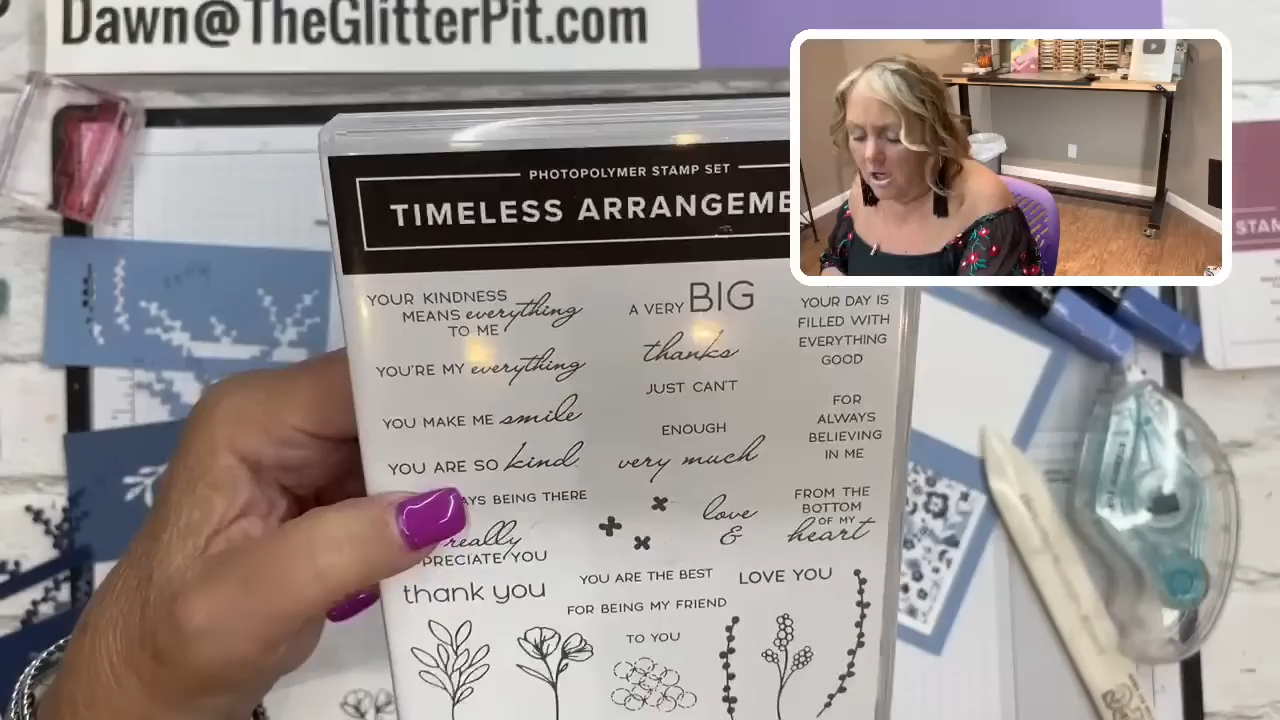 Dawn@TheGlitterPit.com
PHOTOPOLYMER STAMP SET
TIMELESS ARRANGEME
YOUR KINDNESS
MEANS everything
TO ME
YOU'RE MY everything
YOU MAKE ME smile
YOU ARE SO kind.
AYS BEING THERE
really
PRECIATE YOU
thank you
A VERY BIG
thanks
JUST CAN'T
ENOUGH
very much
love
&
YOU ARE THE BEST
FOR BEING MY FRIEND
TO YOU
YOUR DAY IS
FILLED WITH
EVERYTHING
GOOD
FOR
ALWAYS
BELIEVING
IN ME
FROM THE
BOTTOM
OF MY
heart
LOVE YOU
STAN